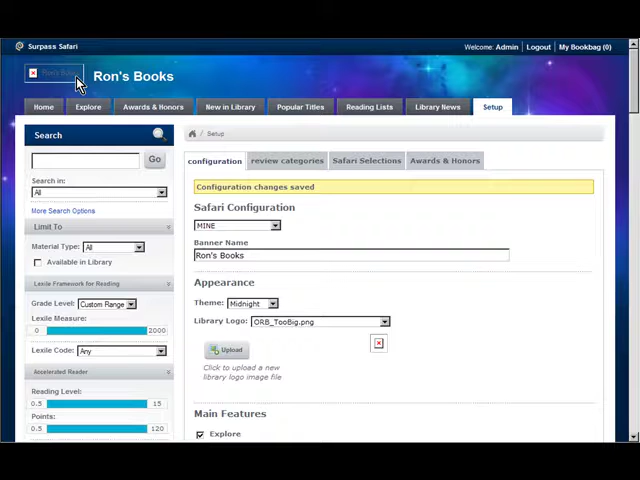 Surpass Safari
Welcome: Admin
Logout
My Bookbag (0)
Ron's Books
Ron's Books
Home
Explore
Awards & Honors
New in Library
Popular Titles
Reading Lists
Library News
Setup
Search
Go
Search in:
All
More Search Options
Limit To
Material Type: All
Available in Library
Lexile Framework for Reading
Grade Level: Custom Range
Lexile Measure:
0 2000
Lexile Code: Any
Accelerated Reader
Reading Level:
0.5 15
Points:
0.5 120
Setup
configuration
review categories
Safari Selections
Awards & Honors
Configuration changes saved
Safari Configuration
MINE
Banner Name
Ron's Books
Appearance
Theme: Midnight
Library Logo: ORB_TooBig.png
Upload
Click to upload a new
library logo image file
Main Features
Explore